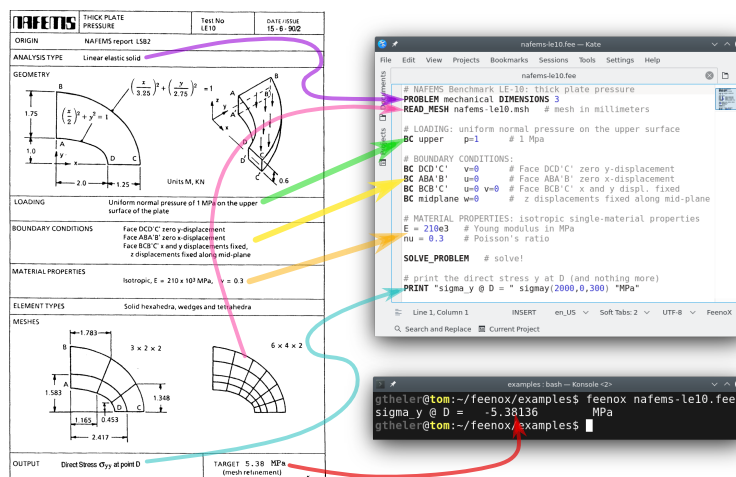 NAFEMS
THICK PLATE
PRESSURE
Test No
LE10
DATE / ISSUE
15 - 6 - 90/2
ORIGIN
NAFEMS report LSB2
ANALYSIS TYPE
Linear elastic solid
GEOMETRY
B
(x/3.25)² + (y/2.75)² = 1
(x/2)² + y² = 1
1.75
1.0
A
y
x
D
C
2.0
1.25
Units M, KN
A
B
z
y
x
A'
B'
D
D'
C
C'
0.6
LOADING
Uniform normal pressure of 1 MPa on the upper
surface of the plate
BOUNDARY CONDITIONS
Face DCD'C' zero y-displacement
Face ABA'B' zero x-displacement
Face BCB'C' x and y displacements fixed,
z displacements fixed along mid-plane
MATERIAL PROPERTIES
Isotropic, E = 210 x 10³ MPa, ν = 0.3
ELEMENT TYPES
Solid hexahedra, wedges and tetrahedra
MESHES
1.783
B
3 x 2 x 2
6 x 4 x 2
A
1.583
1.348
D
C
1.165
0.453
2.417
OUTPUT
Direct Stress σyy at point D
TARGET 5.38 MPa
(mesh refinement)
nafems-le10.fee — Kate
File Edit View Projects Bookmarks Sessions Tools Settings Help
nafems-le10.fee
# NAFEMS Benchmark LE-10: thick plate pressure
PROBLEM mechanical DIMENSIONS 3
READ_MESH nafems-le10.msh # mesh in millimeters
# LOADING: uniform normal pressure on the upper surface
BC upper p=1 # 1 Mpa
# BOUNDARY CONDITIONS:
BC DCD'C' v=0 # Face DCD'C' zero y-displacement
BC ABA'B' u=0 # Face ABA'B' zero x-displacement
BC BCB'C' u=0 v=0 # Face BCB'C' x and y displ. fixed
BC midplane w=0 # z displacements fixed along mid-plane
# MATERIAL PROPERTIES: isotropic single-material properties
E = 210e3 # Young modulus in MPa
nu = 0.3 # Poisson's ratio
SOLVE_PROBLEM # solve!
# print the direct stress y at D (and nothing more)
PRINT "sigma_y @ D = " sigmay(2000,0,300) "MPa"
Line 1, Column 1 INSERT en_US Soft Tabs: 2 UTF-8 FeenoX
Search and Replace Current Project
examples : bash — Konsole <2>
gtheler@tom:~/feenox/examples$ feenox nafems-le10.fee
sigma_y @ D = -5.38136 MPa
gtheler@tom:~/feenox/examples$